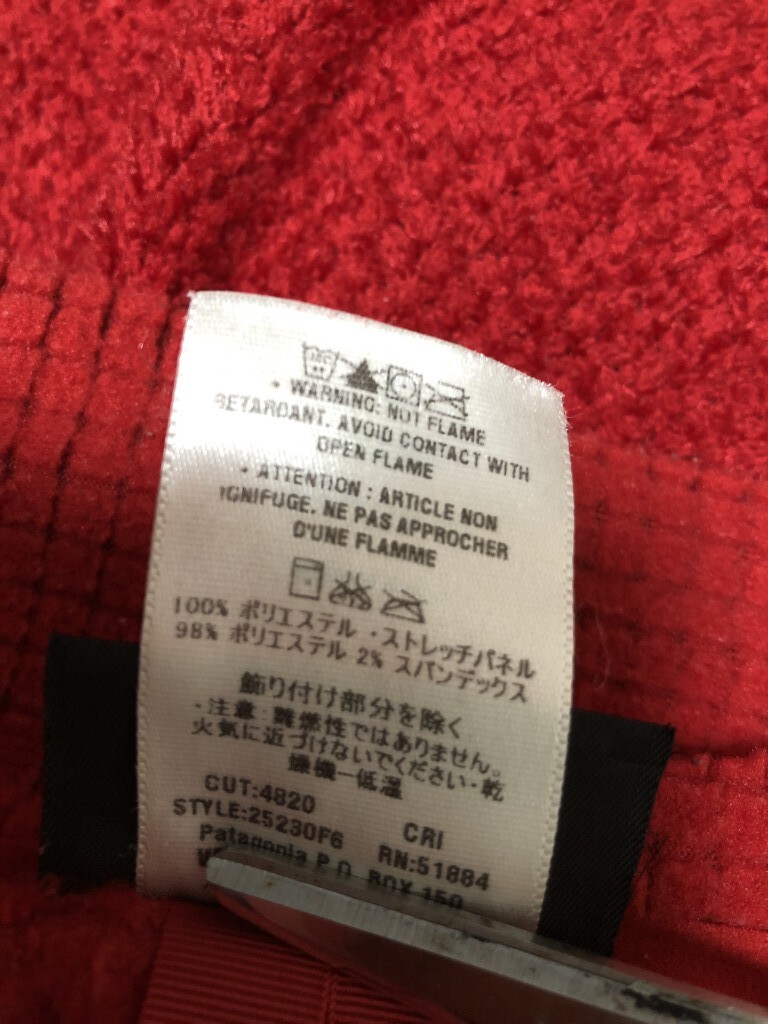 • WARNING: NOT FLAME
RETARDANT. AVOID CONTACT WITH
OPEN FLAME
• ATTENTION : ARTICLE NON
IGNIFUGE. NE PAS APPROCHER
D'UNE FLAMME
100% ポリエステル・ストレッチパネル
98% ポリエステル 2% スパンデックス
飾り付け部分を除く
・注意：難燃性ではありません。
火気に近づけないでください・乾
燥機ー低温
CUT:4820
STYLE:25230F6 CRI
Patagonia P.O. RN:51884
BOX 150